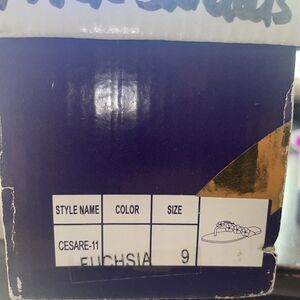 STYLE NAME COLOR SIZE
CESARE-11 FUCHSIA 9